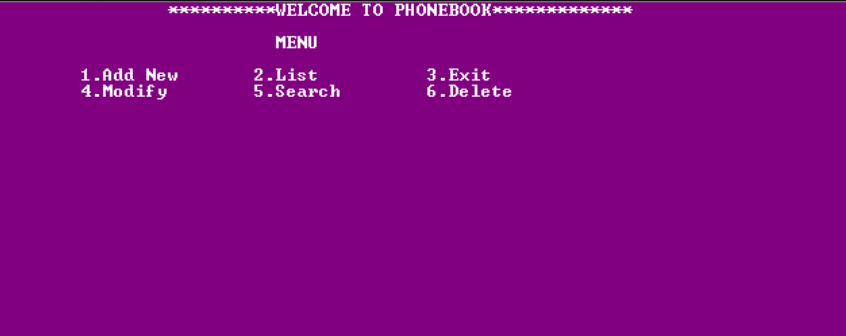 **********WELCOME TO PHONEBOOK*************
MENU
1.Add New 2.List 3.Exit
4.Modify 5.Search 6.Delete